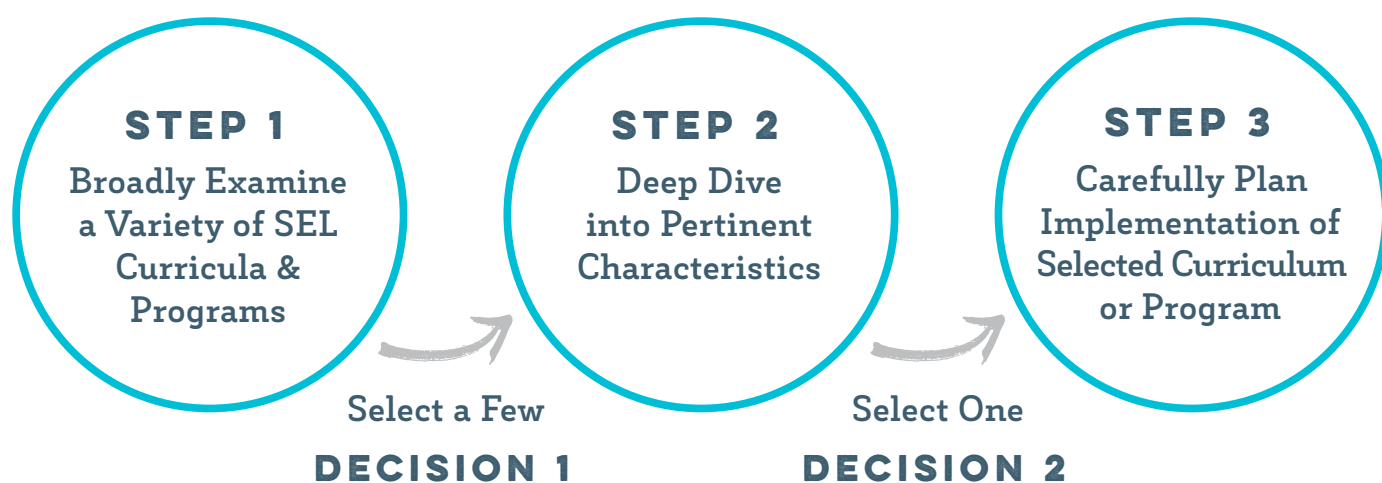 STEP 1
Broadly Examine
a Variety of SEL
Curricula &
Programs
Select a Few
DECISION 1
STEP 2
Deep Dive
into Pertinent
Characteristics
Select One
DECISION 2
STEP 3
Carefully Plan
Implementation of
Selected Curriculum
or Program